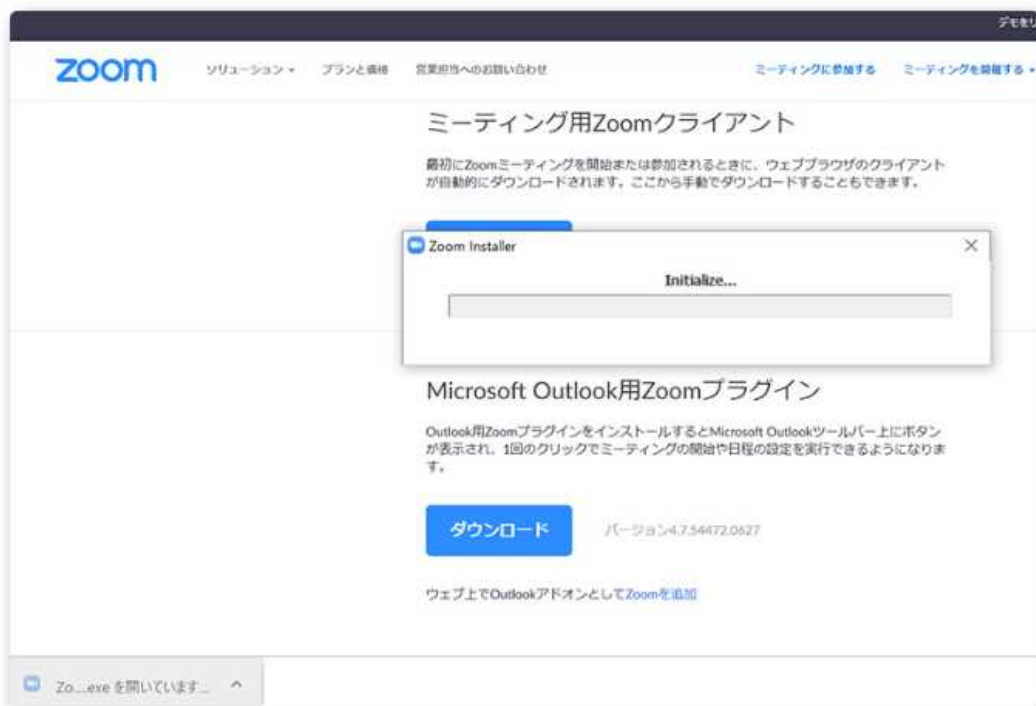 デモをリ
zoom
ソリューション
プランと価格
営業担当へのお問い合わせ
ミーティングに参加する
ミーティングを開催する
ミーティング用Zoomクライアント
最初にZoomミーティングを開始または参加されるときに、ウェブブラウザのクライアント
が自動的にダウンロードされます。ここから手動でダウンロードすることもできます。
Zoom Installer
Initialize...
Microsoft Outlook用Zoomプラグイン
Outlook用ZoomプラグインをインストールするとMicrosoft Outlookツールバー上にボタン
が表示され、1回のクリックでミーティングの開始や日程の設定を実行できるようになりま
す。
ダウンロード
バージョン4.7.54472.0627
ウェブ上でOutlookアドオンとしてZoomを追加
Zo....exe を開いています...